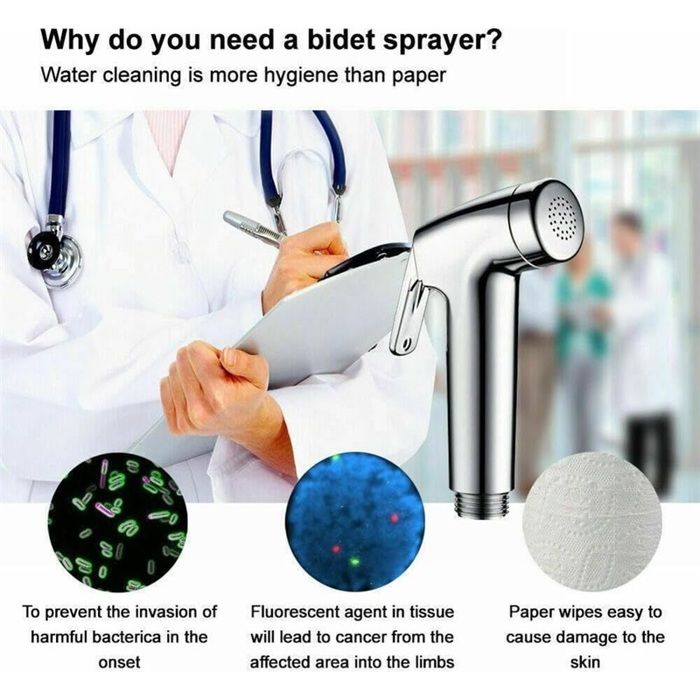 Why do you need a bidet sprayer?
Water cleaning is more hygiene than paper
To prevent the invasion of
harmful bacterica in the
onset
Fluorescent agent in tissue
will lead to cancer from the
affected area into the limbs
Paper wipes easy to
cause damage to the
skin